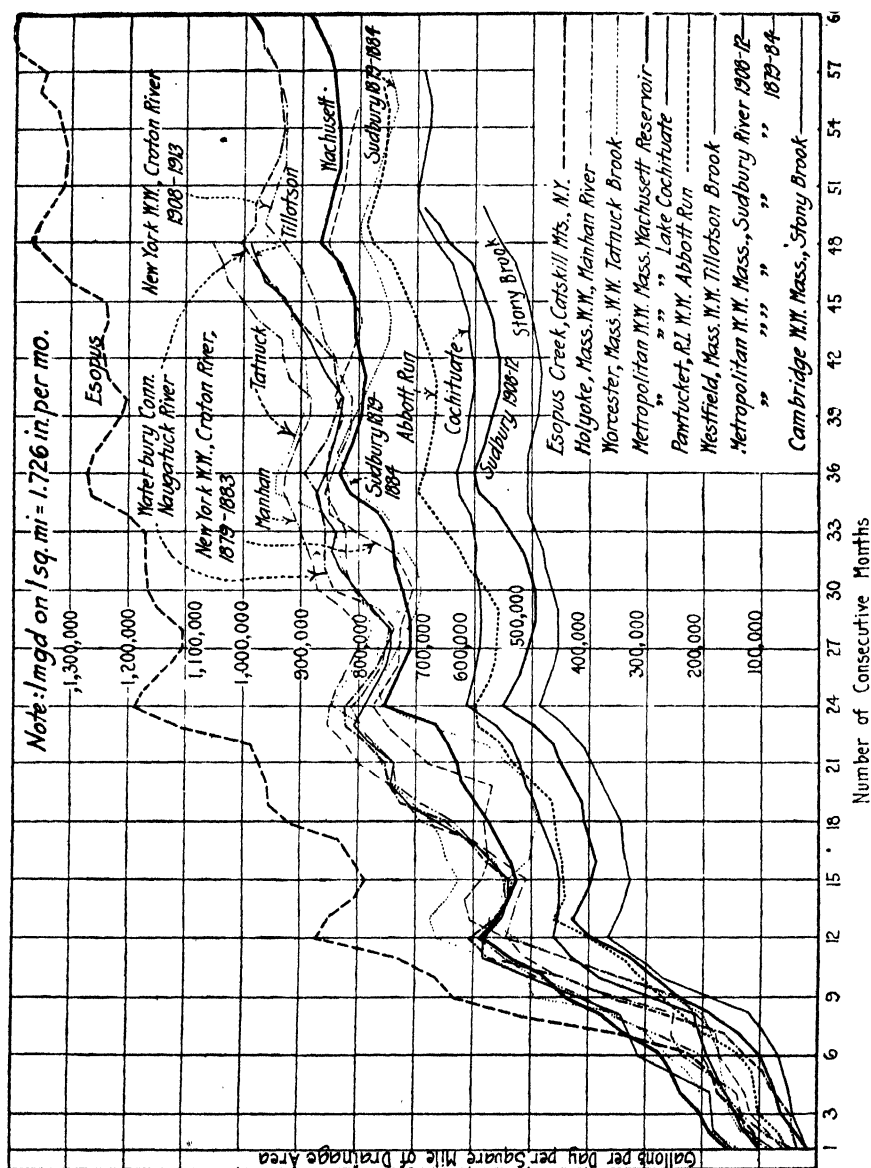 Note: 1mgd on 1sq. mi = 1.726 in. per mo.
Esopus
New York W.W., Croton River
1908-1913
Water bury Conn.
Naugatuck River
New York W.W., Croton River,
1879-1883
Tillotson
Manhan
Tatnuck
Wachusett
Sudbury 1879-1884
Sudbury 1879-
1884
Abbott Run
Cochituate
Sudbury 1908-12
Stony Brook
1,300,000
1,200,000
1,100,000
1,000,000
900,000
800,000
700,000
600,000
500,000
400,000
300,000
200,000
100,000
Esopus Creek, Catskill Mts., N.Y.
Holyoke, Mass. W.W., Manhan River
Worcester, Mass. W.W. Tatnuck Brook
Metropolitan W.W. Mass. Wachusett Reservoir
" " " " Lake Cochituate
Pawtucket, R.I. W.W. Abbott Run
Westfield, Mass. W.W. Tillotson Brook
Metropolitan W.W. Mass., Sudbury River 1908-12
" " " " " 1879-84
Cambridge W.W. Mass., Stony Brook
Gallons per Day per Square Mile of Drainage Area
1 3 6 9 12 15 18 21 24 27 30 33 36 39 42 45 48 51 54 57 60
Number of Consecutive Months